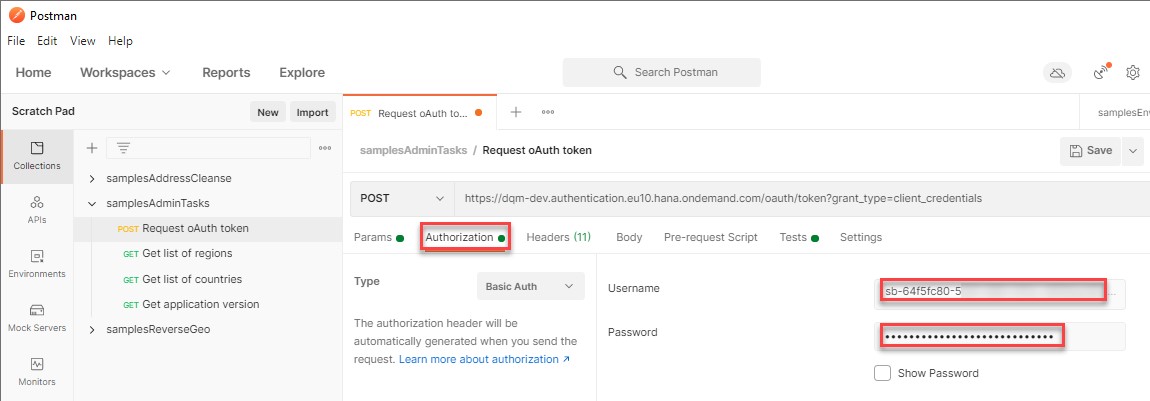 Postman
File Edit View Help
Home Workspaces Reports Explore Search Postman
Scratch Pad New Import
POST Request oAuth to... samplesEnv
Collections
APIs
Environments
Mock Servers
Monitors
samplesAddressCleanse
samplesAdminTasks
POST Request oAuth token
GET Get list of regions
GET Get list of countries
GET Get application version
samplesReverseGeo
samplesAdminTasks / Request oAuth token Save
POST https://dqm-dev.authentication.eu10.hana.ondemand.com/oauth/token?grant_type=client_credentials
Params Authorization Headers (11) Body Pre-request Script Tests Settings
Type Basic Auth
The authorization header will be
automatically generated when you send the
request. Learn more about authorization ↗
Username sb-64f5fc80-5
Password ••••••••••••••••••••••••••••
Show Password